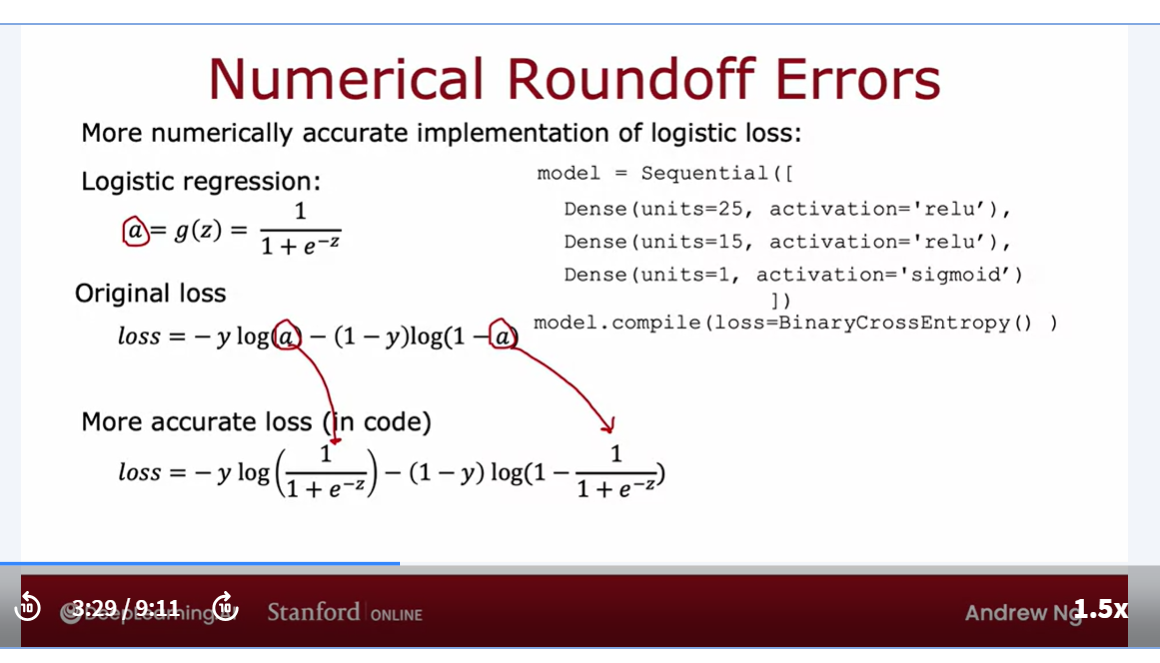 Numerical Roundoff Errors
More numerically accurate implementation of logistic loss:
Logistic regression:
a = g(z) = 1 / (1 + e^{−z})
Original loss
loss = − y log(a) − (1 − y)log(1 − a)
More accurate loss (in code)
loss = − y log(1 / (1 + e^{−z})) − (1 − y) log(1 − 1 / (1 + e^{−z}))
model = Sequential([
Dense(units=25, activation='relu'),
Dense(units=15, activation='relu'),
Dense(units=1, activation='sigmoid')
])
model.compile(loss=BinaryCrossEntropy() )
10 3:29 / 9:11 10
Stanford | ONLINE
Andrew Ng
1.5x